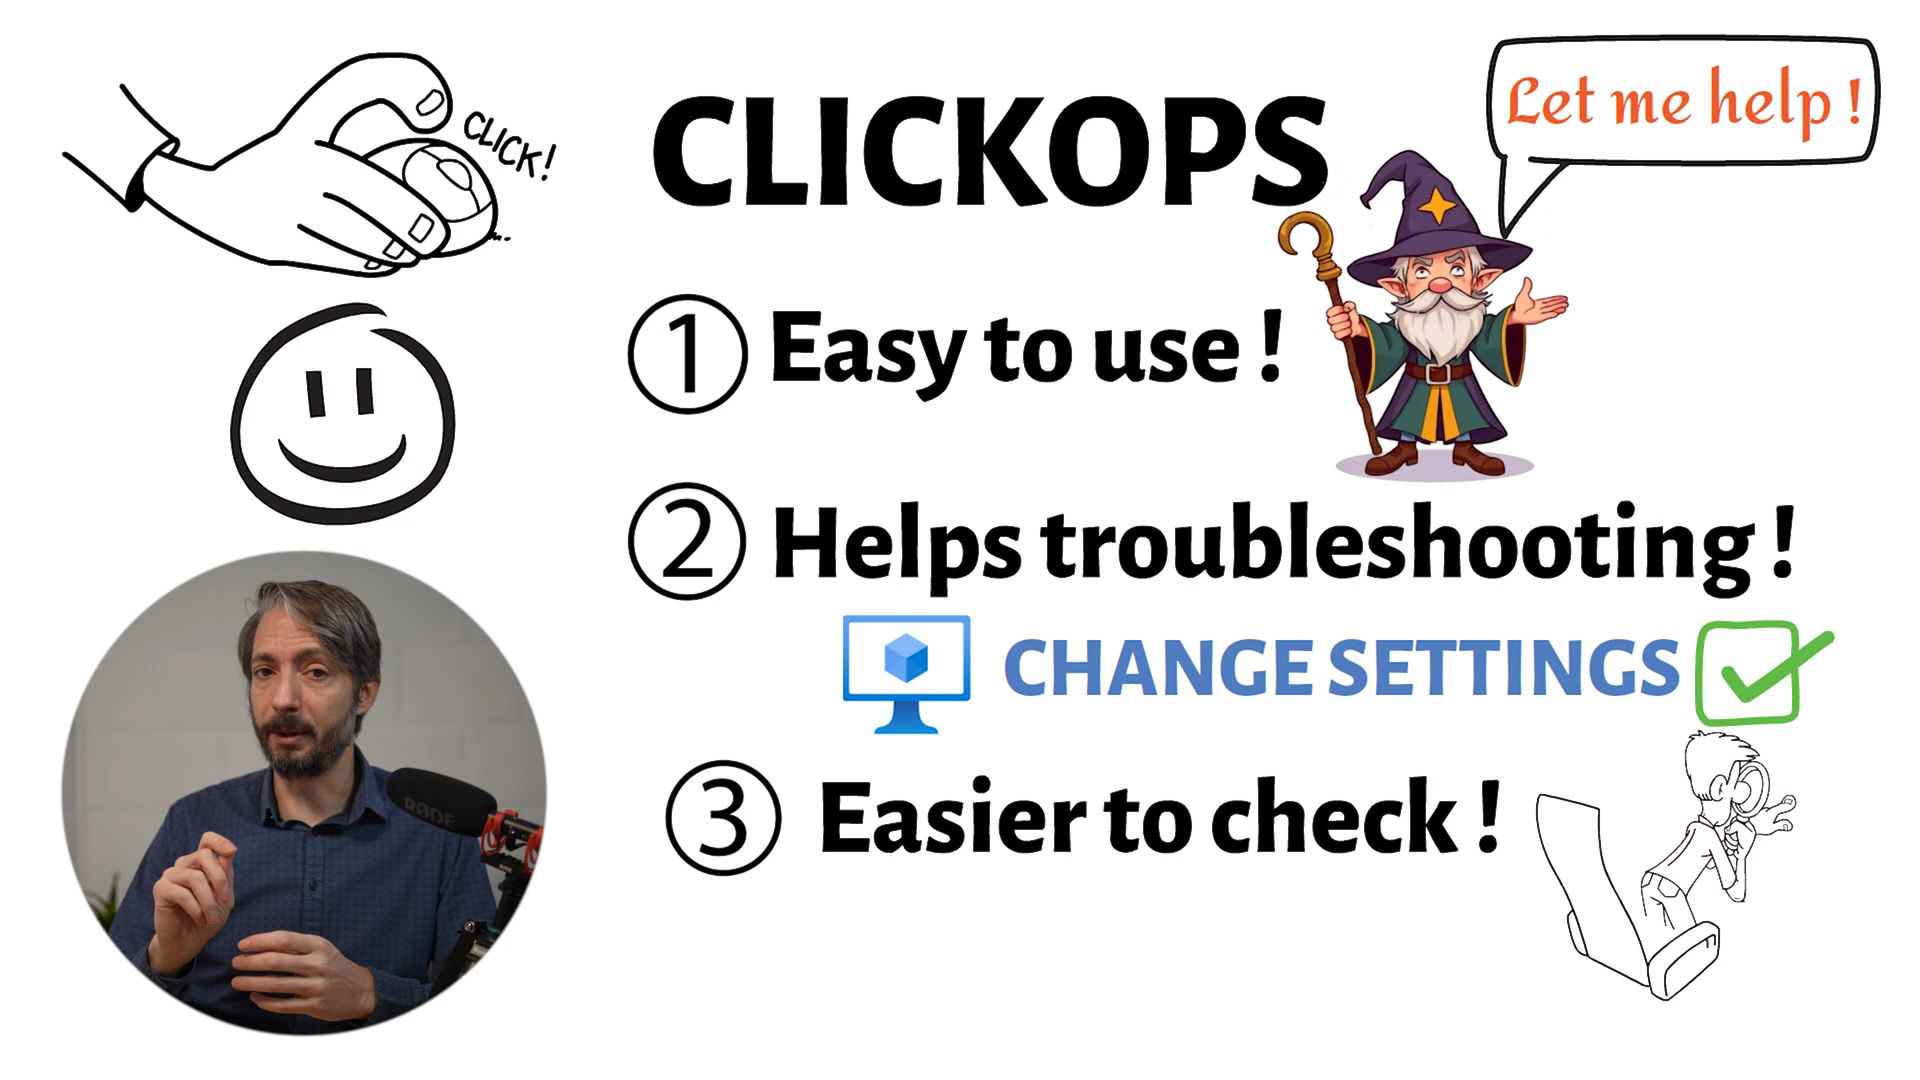 CLICK!
CLICKOPS
Let me help !
1 Easy to use !
2 Helps troubleshooting !
CHANGE SETTINGS
3 Easier to check !
RØDE